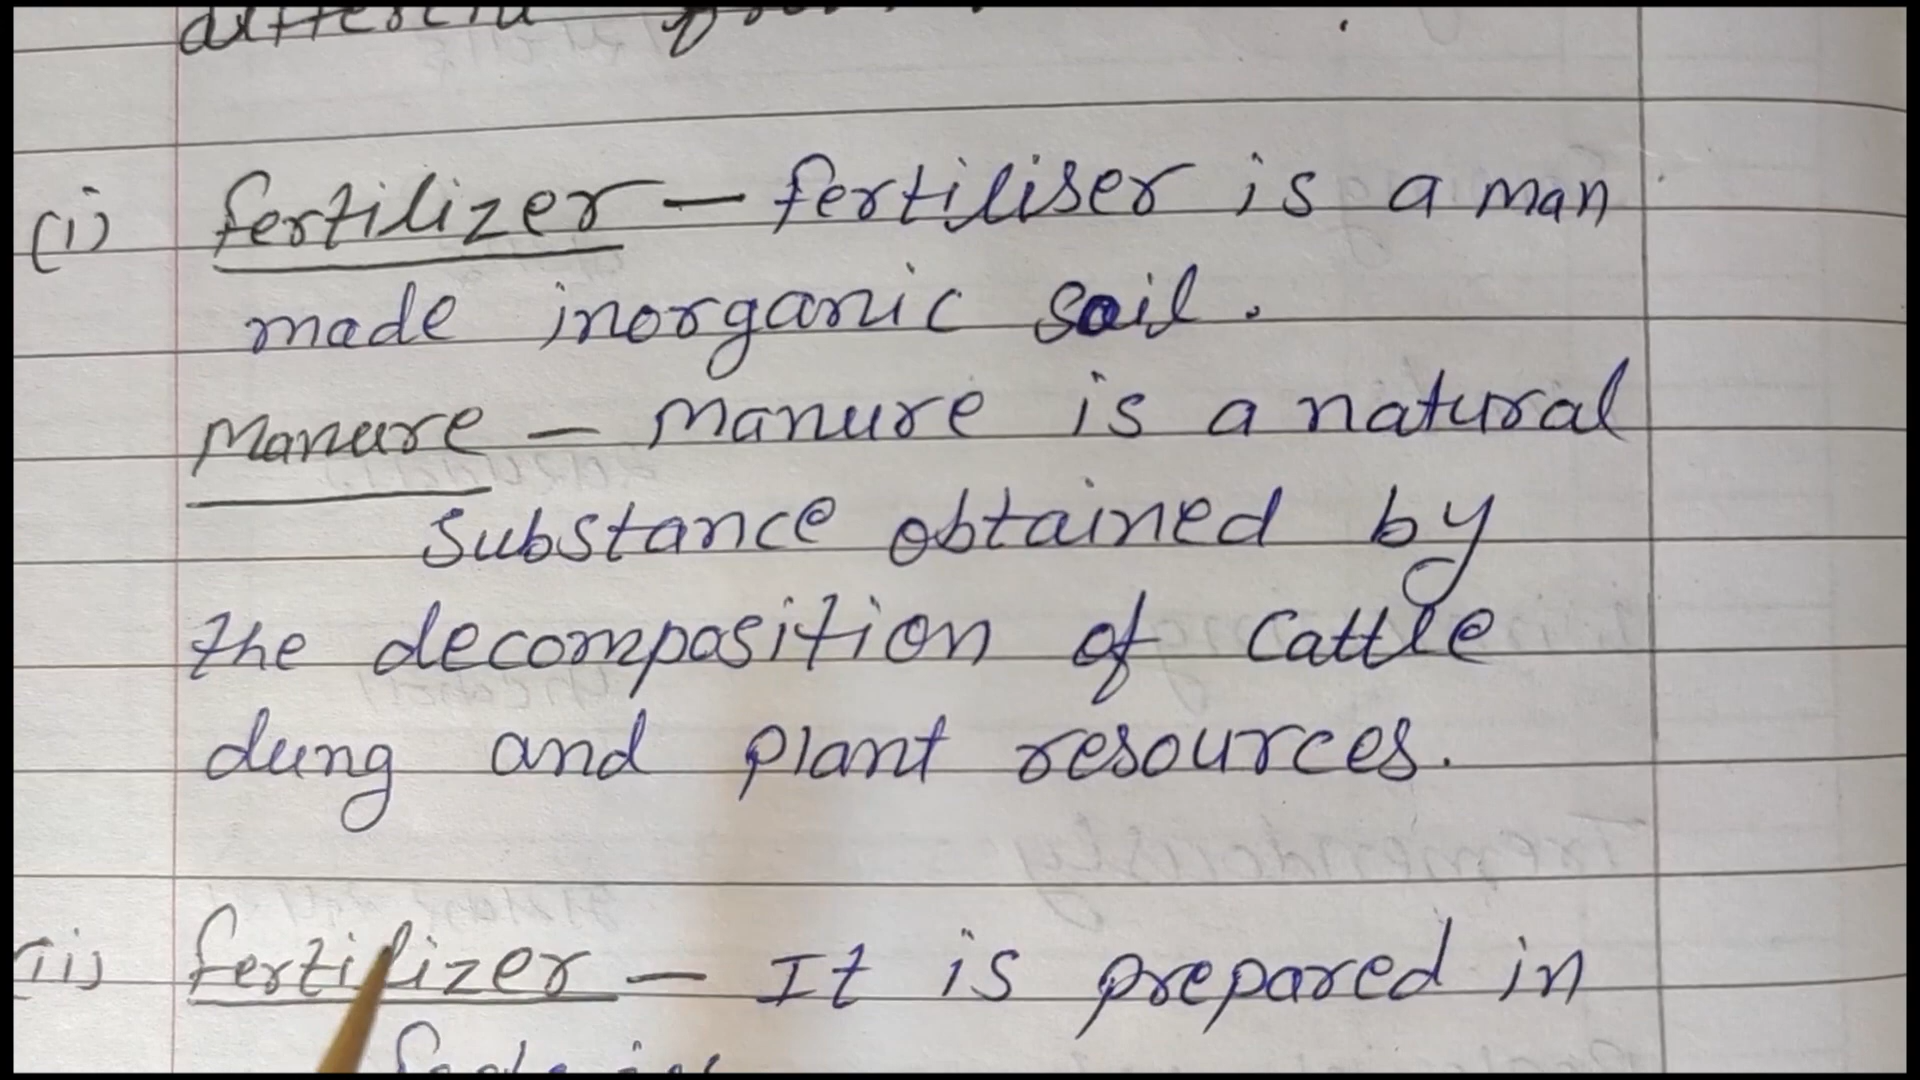 different
(i) fertilizer - fertiliser is a man
made inorganic soil.
Manure - Manure is a natural
Substance obtained by
the decomposition of Cattle
dung and plant resources.
(ii) fertilizer - It is prepared in